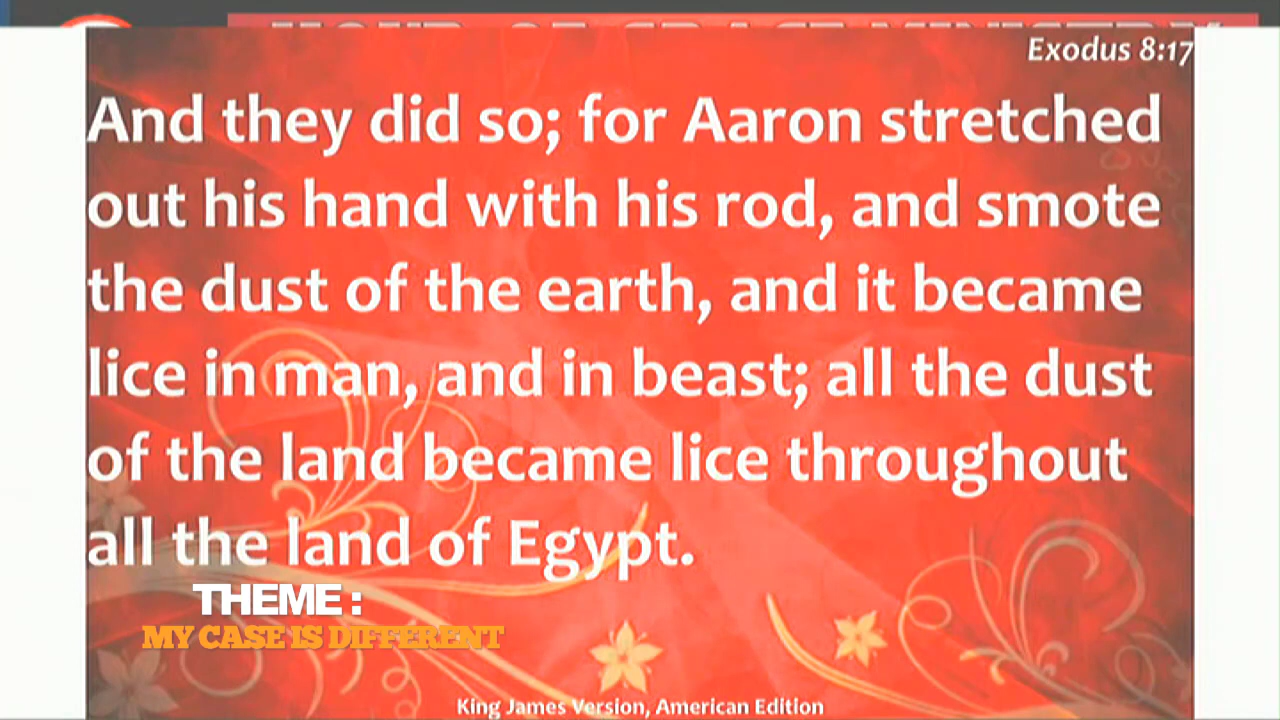 Exodus 8:17
And they did so; for Aaron stretched
out his hand with his rod, and smote
the dust of the earth, and it became
lice in man, and in beast; all the dust
of the land became lice throughout
all the land of Egypt.
THEME :
MY CASE IS DIFFERENT
King James Version, American Edition